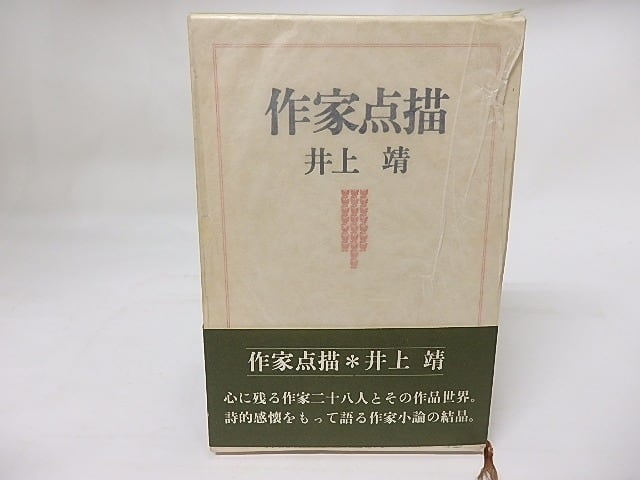 作家点描
井上 靖
作家点描*井上 靖
心に残る作家二十八人とその作品世界。
詩的感懐をもって語る作家小論の結晶。